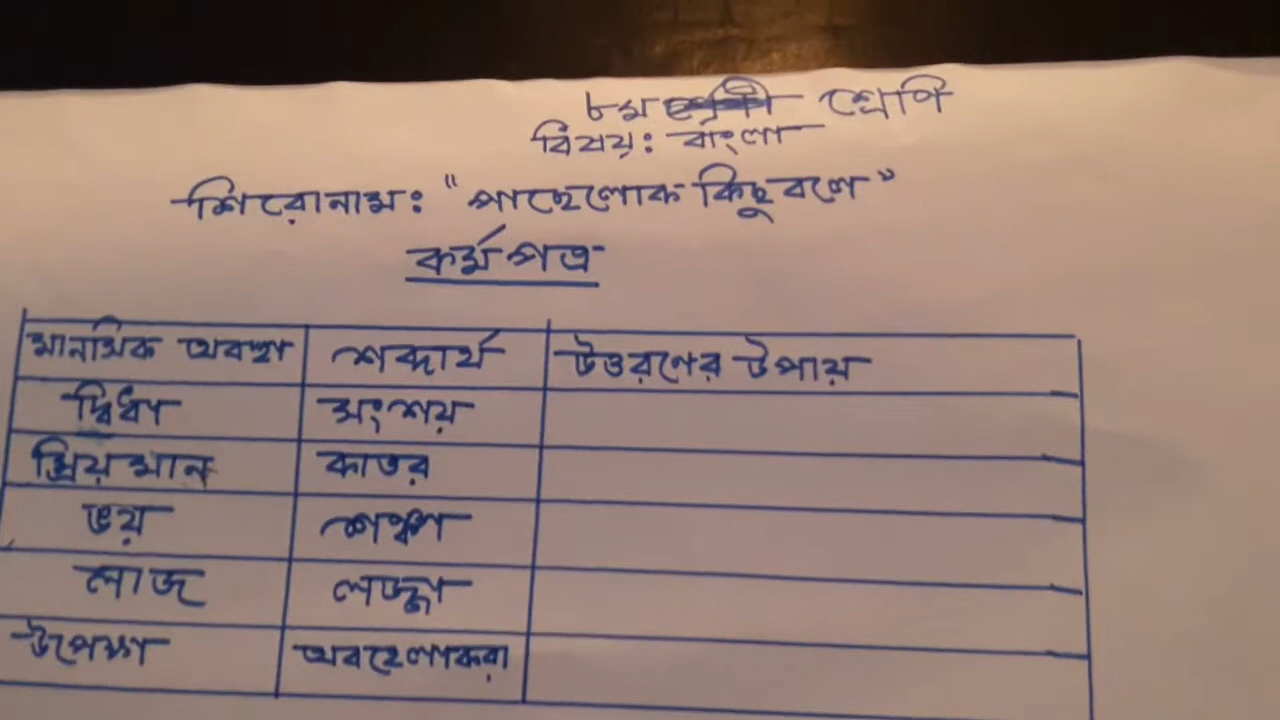 ৮ম শ্রেণি
বিষয়: বাংলা
শিরোনাম: "পাছেলোক কিছু বলে"
কর্মপত্র
মানসিক অবস্থা শব্দার্থ উত্তরণের উপায়
দ্বিধা সংশয়
ম্রিয়মান কাতর
ভয় শঙ্কা
লাজ লজ্জা
উপেক্ষা অবহেলাকরা